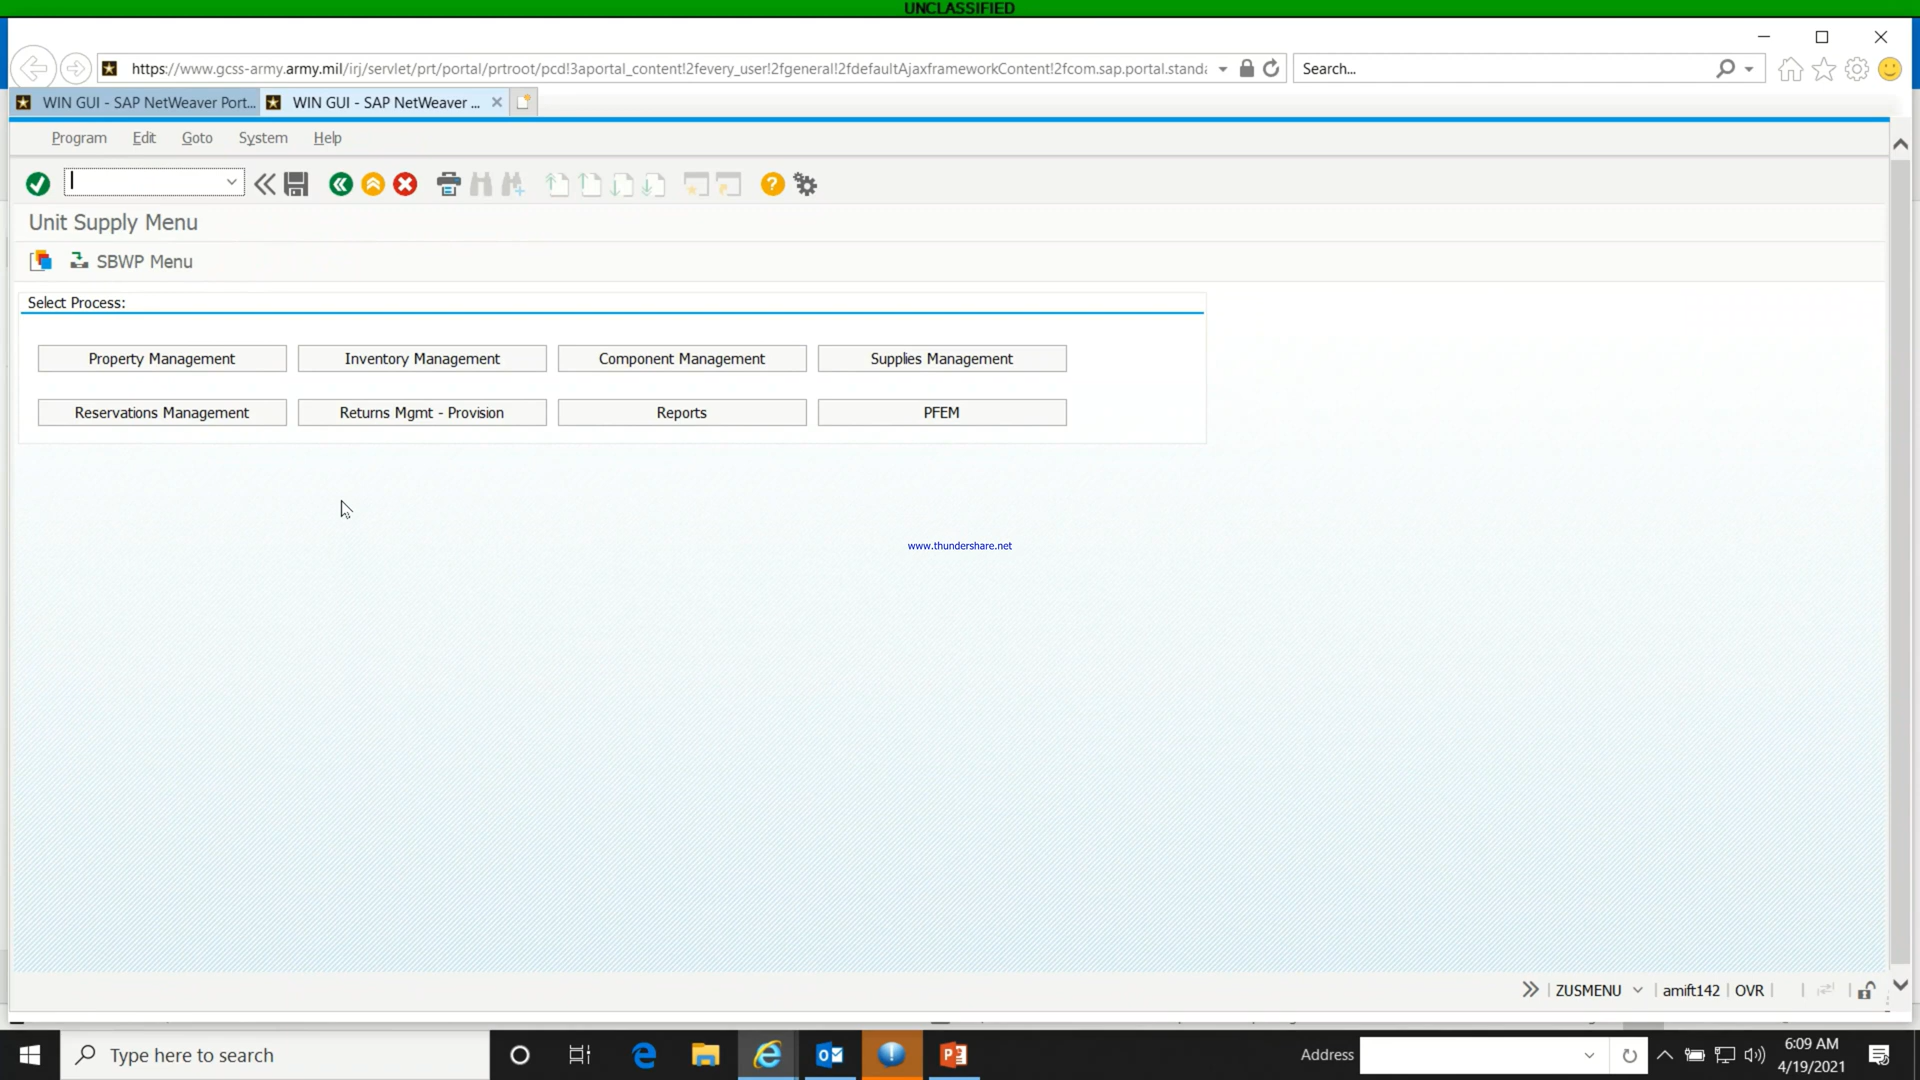 UNCLASSIFIED
https://www.gcss-army.army.mil/irj/servlet/prt/portal/prtroot/pcd!3aportal_content!2fevery_user!2fgeneral!2fdefaultAjaxframeworkContent!2fcom.sap.portal.standa
Search...
WIN GUI - SAP NetWeaver Port...
WIN GUI - SAP NetWeaver ...
Program Edit Goto System Help
Unit Supply Menu
SBWP Menu
Select Process:
Property Management Inventory Management Component Management Supplies Management
Reservations Management Returns Mgmt - Provision Reports PFEM
www.thundershare.net
ZUSMENU amift142 OVR
Type here to search
Address
6:09 AM
4/19/2021